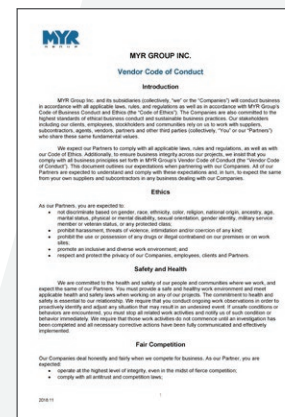 MYR
GROUP
MYR GROUP INC.
Vendor Code of Conduct
Introduction
MYR Group Inc. and its subsidiaries (collectively, "we" or the "Companies") will conduct business
in accordance with all applicable laws, rules, and regulations as well as in accordance with MYR Group's
Code of Business Conduct and Ethics (the "Code of Ethics"). The Companies are also committed to the
highest standards of ethical business conduct and sustainable business practices. Our stakeholders
including our clients, employees, stockholders and communities rely on us to work with suppliers,
subcontractors, agents, vendors, partners and other third parties (collectively, "You" or our "Partners")
who share these same fundamental values.
We expect our Partners to comply with all applicable laws, rules and regulations, as well as with
our Code of Ethics. Additionally, to ensure business integrity across our projects, we insist that you
comply with all business principles set forth in MYR Group's Vendor Code of Conduct (the "Vendor Code
of Conduct"). This document outlines our expectations when partnering with our Companies. All of our
Partners are expected to understand and comply with these expectations and, in turn, to expect the same
from your own suppliers and subcontractors in any business dealing with our Companies.
Ethics
As our Partners, you are expected to:
• not discriminate based on gender, race, ethnicity, color, religion, national origin, ancestry, age,
marital status, physical or mental disability, sexual orientation, gender identity, military service
member or veteran status, or any protected class;
• prohibit harassment, threats of violence, intimidation and/or coercion of any kind;
• prohibit the use or possession of any drugs or illegal contraband on our premises or on work
sites;
• promote an inclusive and diverse work environment; and
• respect and protect the privacy of our Companies, employees, clients and Partners.
Safety and Health
We are committed to the health and safety of our people and communities where we work, and
expect the same of our Partners. You must provide a safe and healthy work environment and meet
applicable health and safety laws when working on any of our projects. The commitment to health and
safety is essential to our relationship. We require that you conduct ongoing work observations in order to
proactively identify and adjust any situation that may result in an undesired event. If unsafe conditions or
behaviors are encountered, you must stop all related work activities and notify us of such condition or
behavior immediately. We require that those work activities do not commence until an investigation has
been completed and all necessary corrective actions have been fully communicated and effectively
implemented.
Fair Competition
Our Companies deal honestly and fairly when we compete for business. As our Partner, you are
expected:
• operate at the highest level of integrity, even in the midst of fierce competition;
• comply with all antitrust and competition laws;
1
2016/11